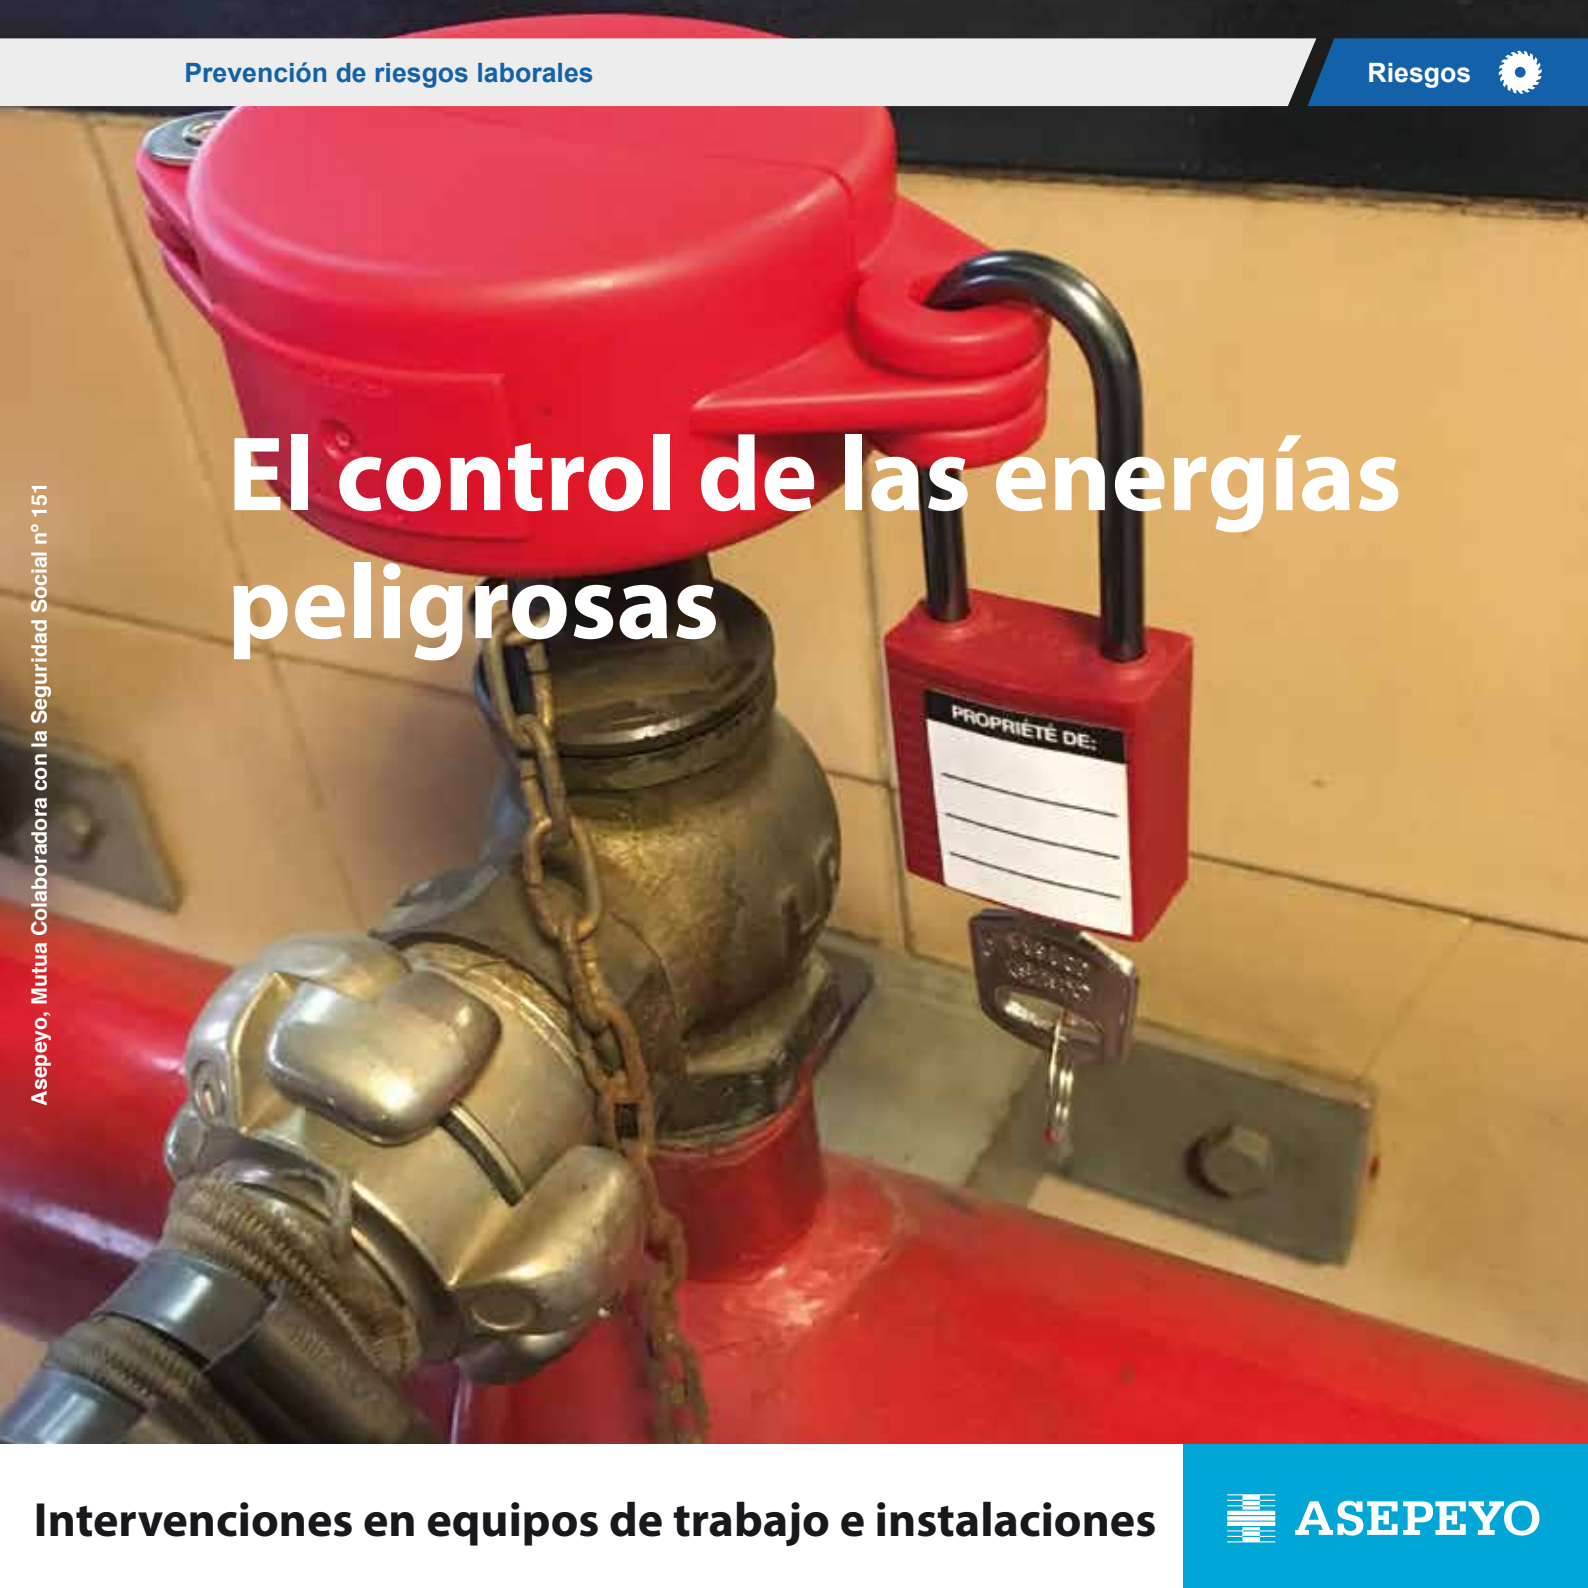 Prevención de riesgos laborales
Riesgos
El control de las energías
peligrosas
Asepeyo, Mutua Colaboradora con la Seguridad Social nº 151
PROPRIÉTÉ DE:
Intervenciones en equipos de trabajo e instalaciones
ASEPEYO